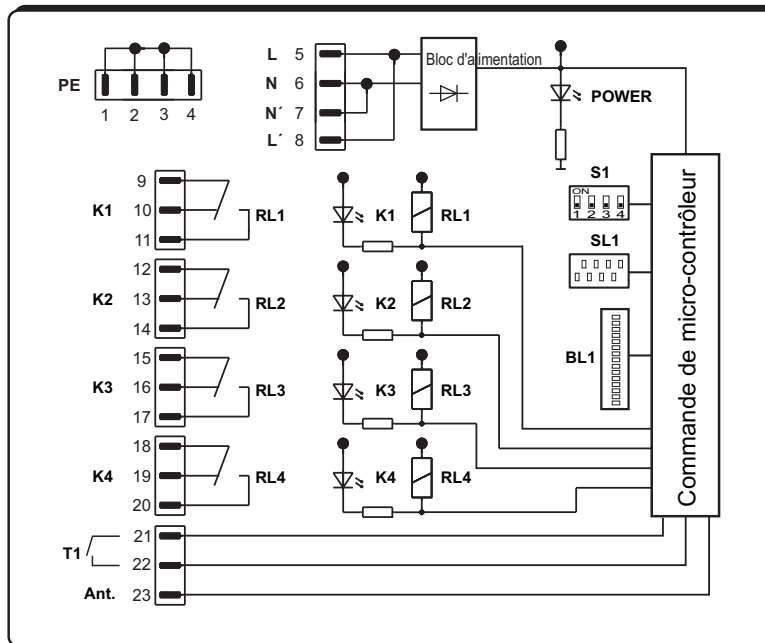 PE
1 2 3 4
L 5
N 6
N´ 7
L´ 8
Bloc d'alimentation
POWER
S1
ON
1 2 3 4
SL1
BL1
Commande de micro-contrôleur
K1
9
10
11
RL1
K1
RL1
K2
12
13
14
RL2
K2
RL2
K3
15
16
17
RL3
K3
RL3
K4
18
19
20
RL4
K4
RL4
T1
21
22
Ant. 23